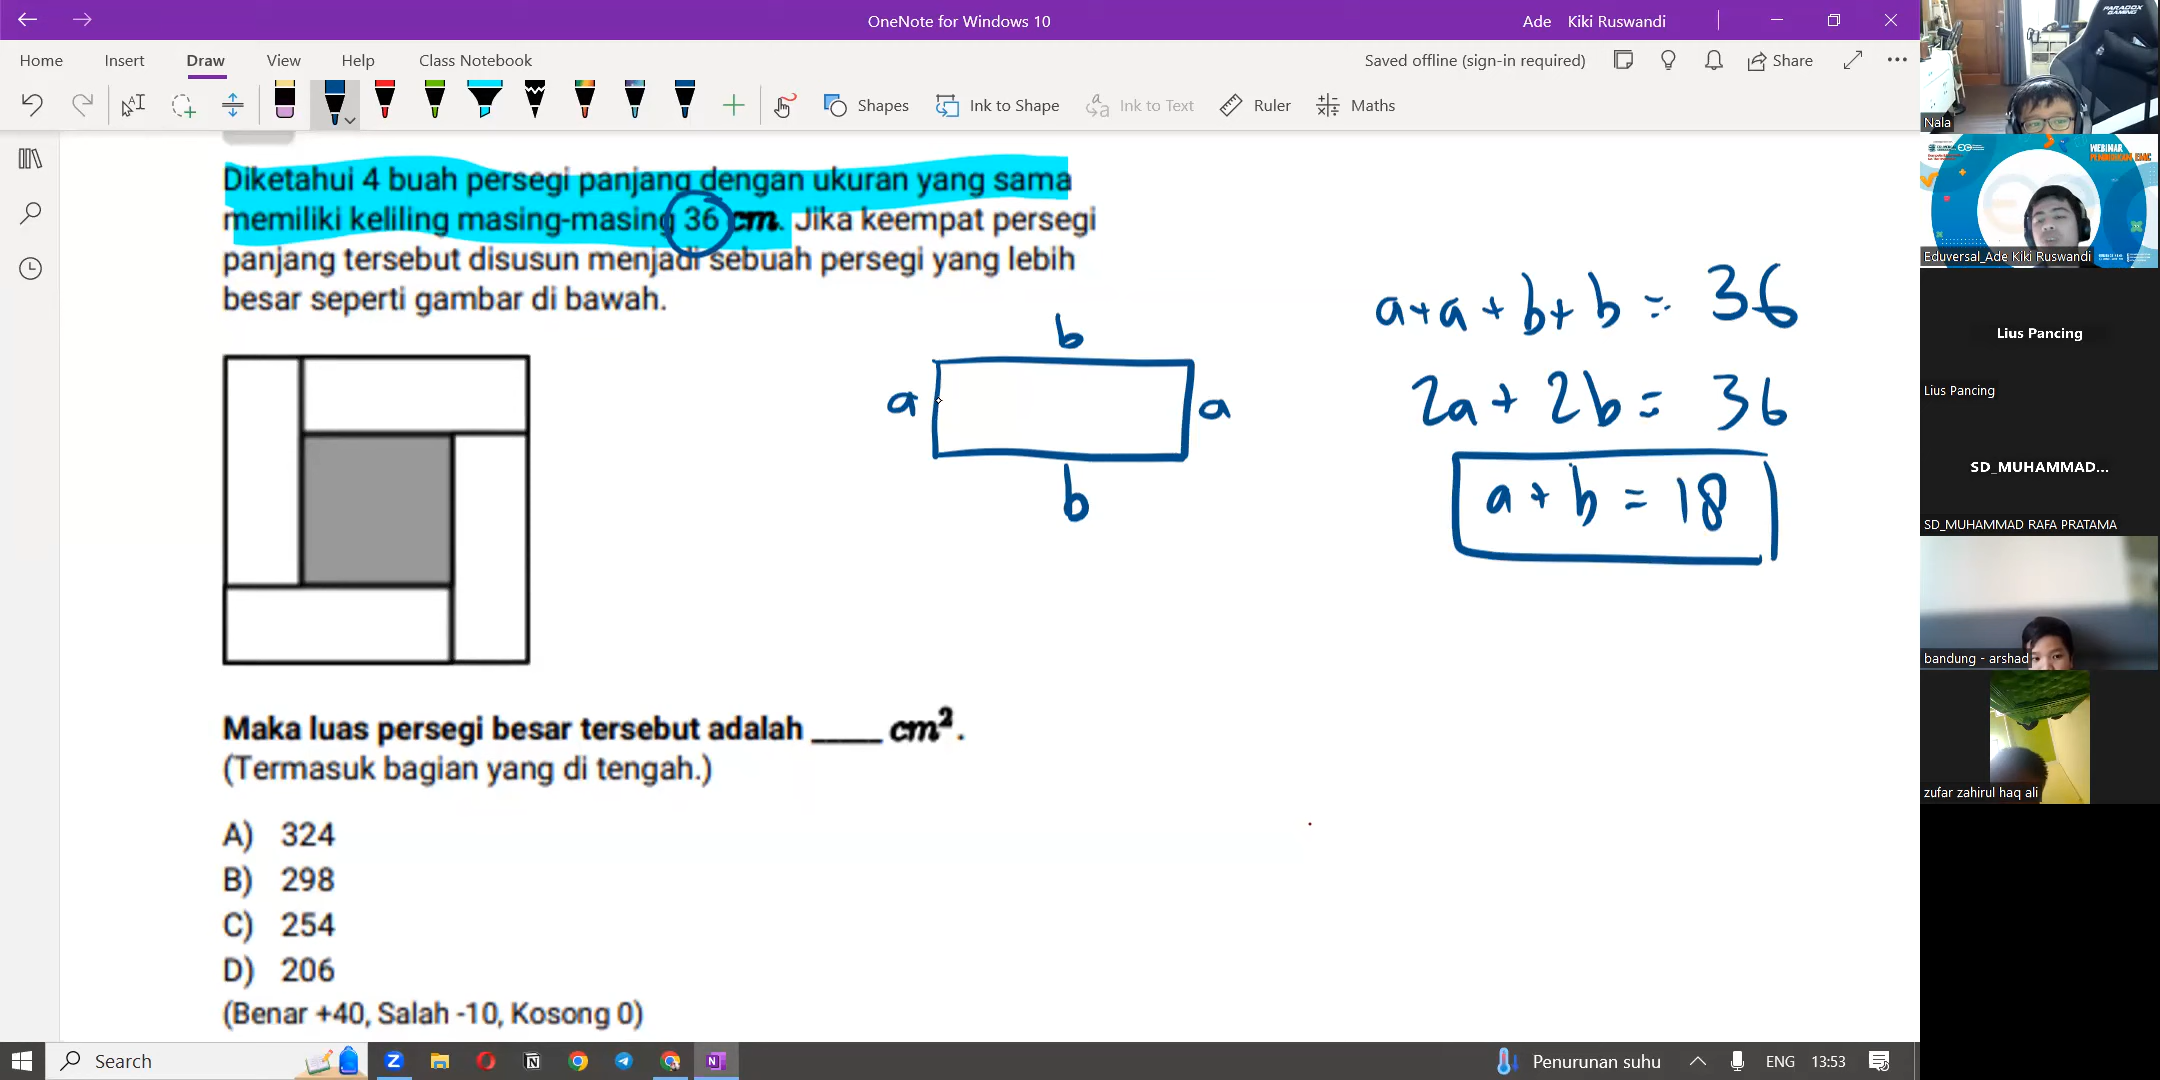 OneNote for Windows 10
Ade Kiki Ruswandi
Home Insert Draw View Help Class Notebook
Saved offline (sign-in required) Share
Shapes Ink to Shape Ink to Text Ruler Maths
Diketahui 4 buah persegi panjang dengan ukuran yang sama
memiliki keliling masing-masing 36 cm. Jika keempat persegi
panjang tersebut disusun menjadi sebuah persegi yang lebih
besar seperti gambar di bawah.
b
a a
b
a + a + b + b = 36
2a + 2b = 36
a + b = 18
Maka luas persegi besar tersebut adalah _____ cm².
(Termasuk bagian yang di tengah.)
A) 324
B) 298
C) 254
D) 206
(Benar +40, Salah -10, Kosong 0)
PARADOX
GAMING
Nala
WEBINAR
Eduversal_Ade Kiki Ruswandi
Lius Pancing
Lius Pancing
SD_MUHAMMAD...
SD_MUHAMMAD RAFA PRATAMA
bandung - arshad
zufar zahirul haq ali
Search
Penurunan suhu
ENG 13:53